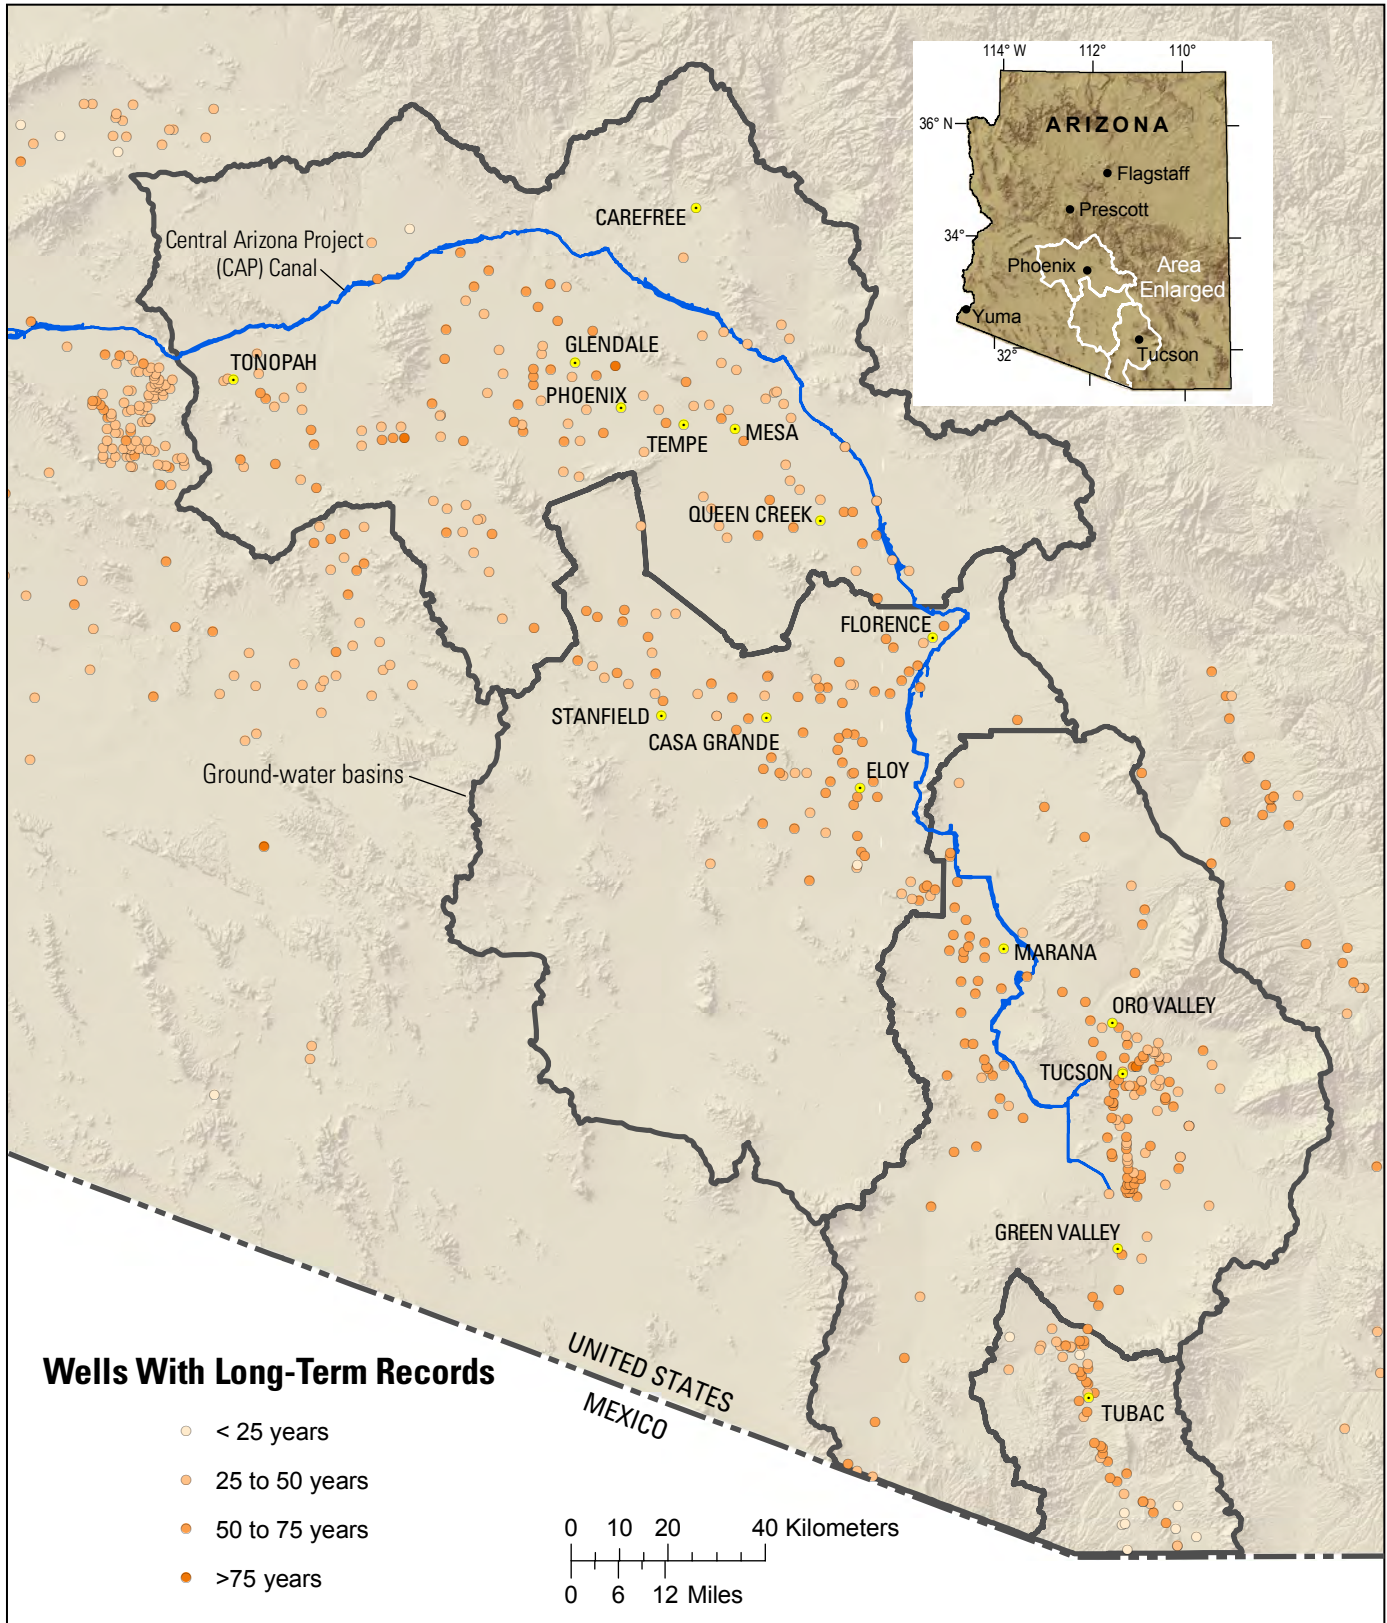 114° W
112°
110°
36° N
ARIZONA
Flagstaff
Prescott
34°
Phoenix
Area
Enlarged
Yuma
Tucson
32°
CAREFREE
Central Arizona Project
(CAP) Canal
TONOPAH
GLENDALE
PHOENIX
TEMPE
MESA
QUEEN CREEK
FLORENCE
STANFIELD
CASA GRANDE
ELOY
Ground-water basins
MARANA
ORO VALLEY
TUCSON
GREEN VALLEY
TUBAC
UNITED STATES
MEXICO
Wells With Long-Term Records
< 25 years
25 to 50 years
50 to 75 years
>75 years
0 10 20 40 Kilometers
0 6 12 Miles